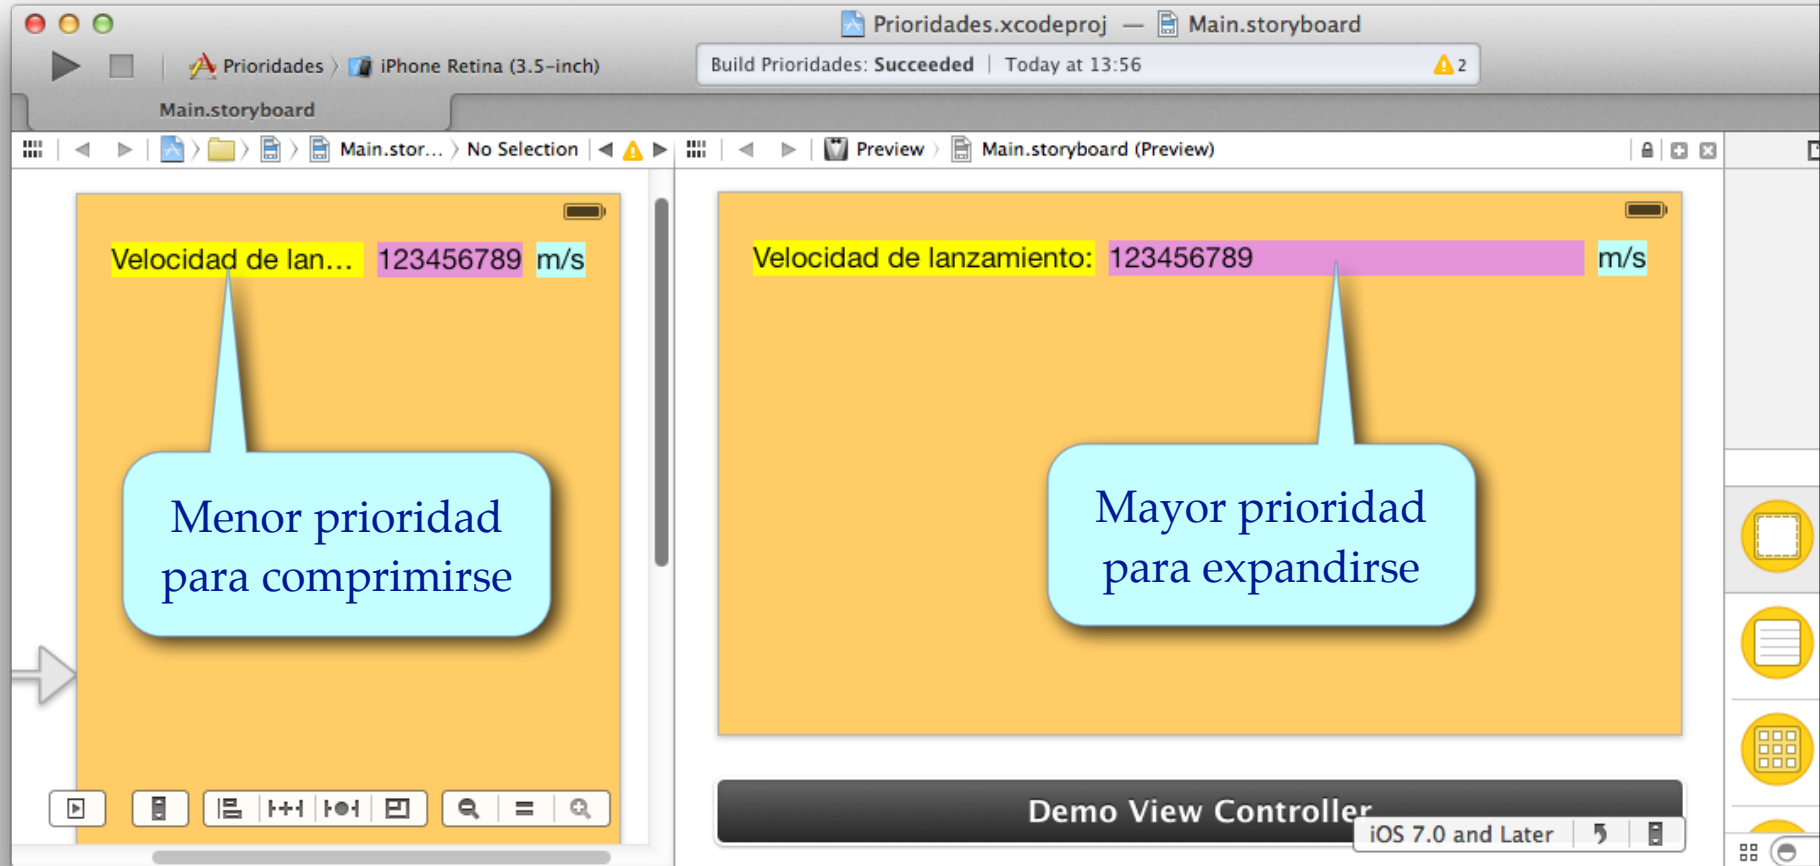 Prioridades.xcodeproj — Main.storyboard
Prioridades 〉 iPhone Retina (3.5-inch)
Build Prioridades: Succeeded | Today at 13:56
2
Main.storyboard
Main.stor... 〉 No Selection
Preview 〉 Main.storyboard (Preview)
Velocidad de lan... 123456789 m/s
Velocidad de lanzamiento: 123456789 m/s
Menor prioridad
para comprimirse
Mayor prioridad
para expandirse
Demo View Controller
iOS 7.0 and Later